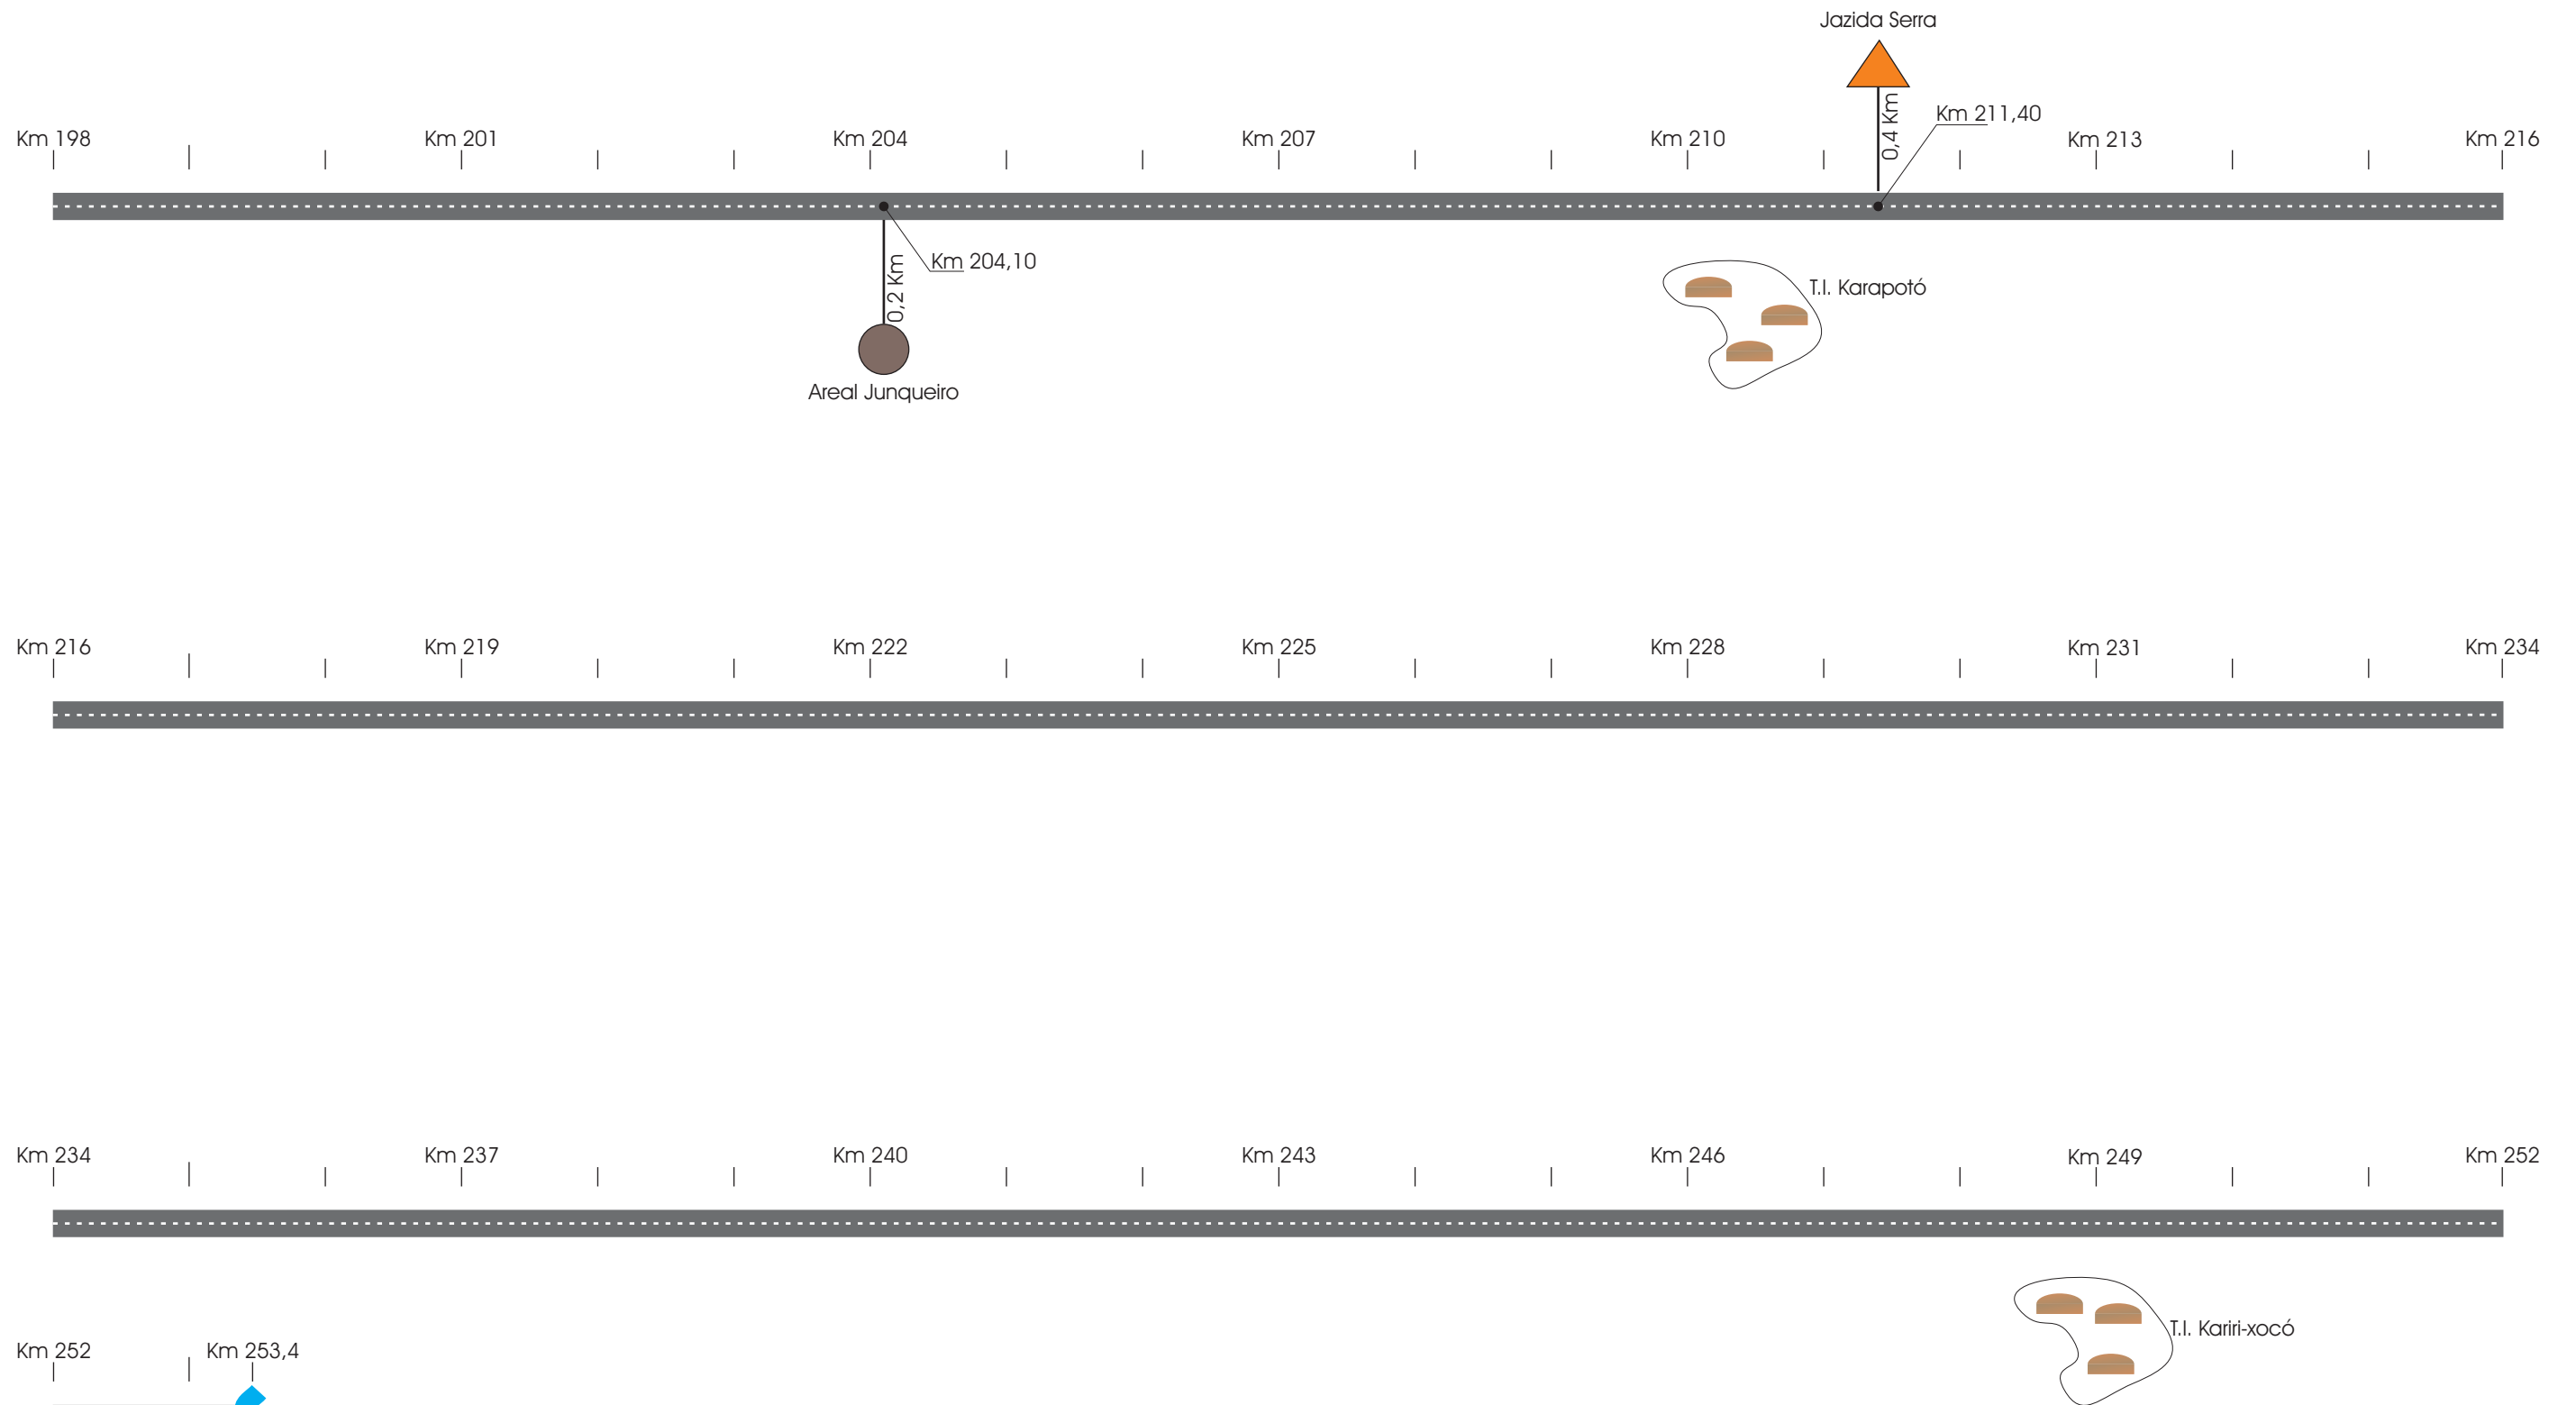 Jazida Serra
0,4 Km
Km 211,40
Km 198
Km 201
Km 204
Km 207
Km 210
Km 213
Km 216
Km 204,10
0,2 Km
Areal Junqueiro
T.I. Karapotó
Km 216
Km 219
Km 222
Km 225
Km 228
Km 231
Km 234
Km 234
Km 237
Km 240
Km 243
Km 246
Km 249
Km 252
T.I. Kariri-xocó
Km 252
Km 253,4